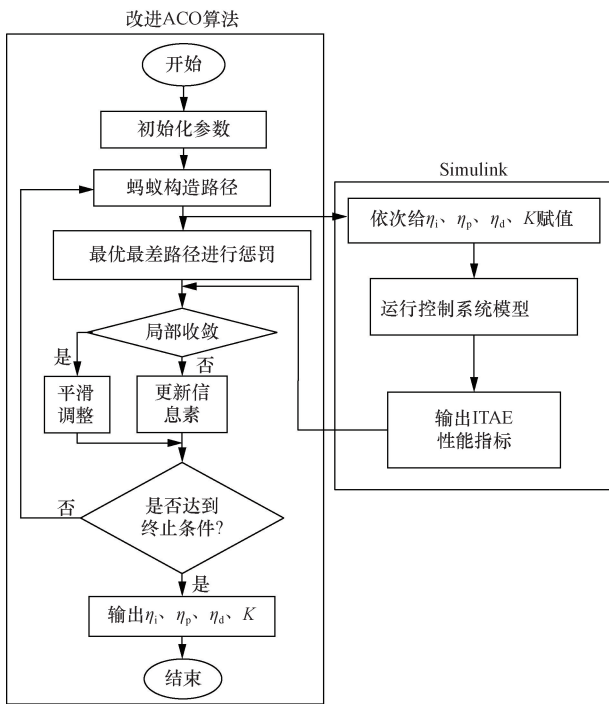 改进ACO算法
开始
初始化参数
蚂蚁构造路径
最优最差路径进行惩罚
局部收敛
是
否
平滑
调整
更新信
息素
否
是否达到
终止条件?
是
输出ηi、ηp、ηd、K
结束
Simulink
依次给ηi、ηp、ηd、K赋值
运行控制系统模型
输出ITAE
性能指标